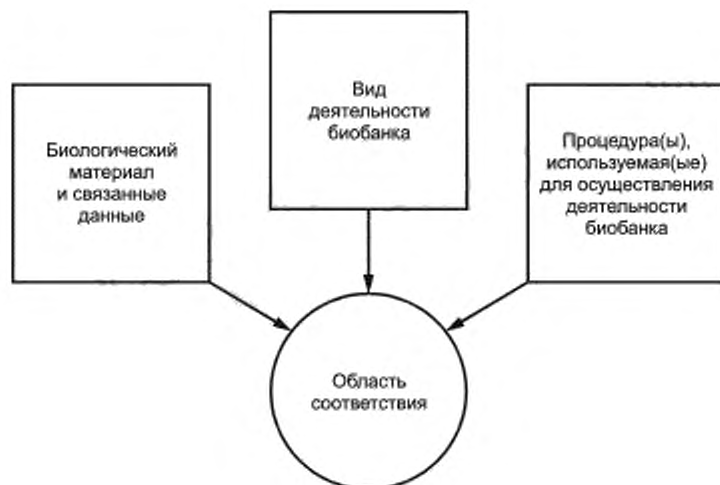 Биологический
материал
и связанные
данные
Вид
деятельности
биобанка
Процедура(ы),
используемая(ые)
для осуществления
деятельности
биобанка
Область
соответствия